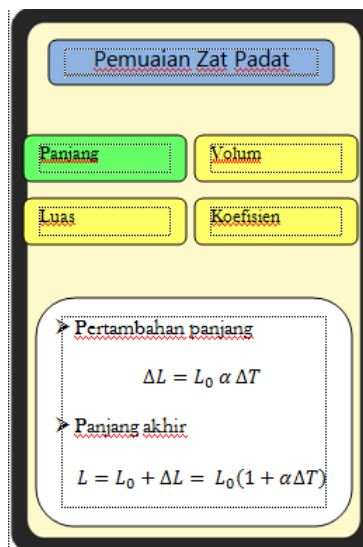 Pemuaian Zat Padat
Panjang
Volum
Luas
Koefisien
➤ Pertambahan panjang
ΔL = L₀ α ΔT
➤ Panjang akhir
L = L₀ + ΔL = L₀(1 + αΔT)